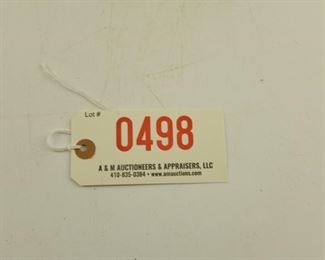 Lot #
0498
A & M AUCTIONEERS & APPRAISERS, LLC
410-835-0384 • www.amauctions.com